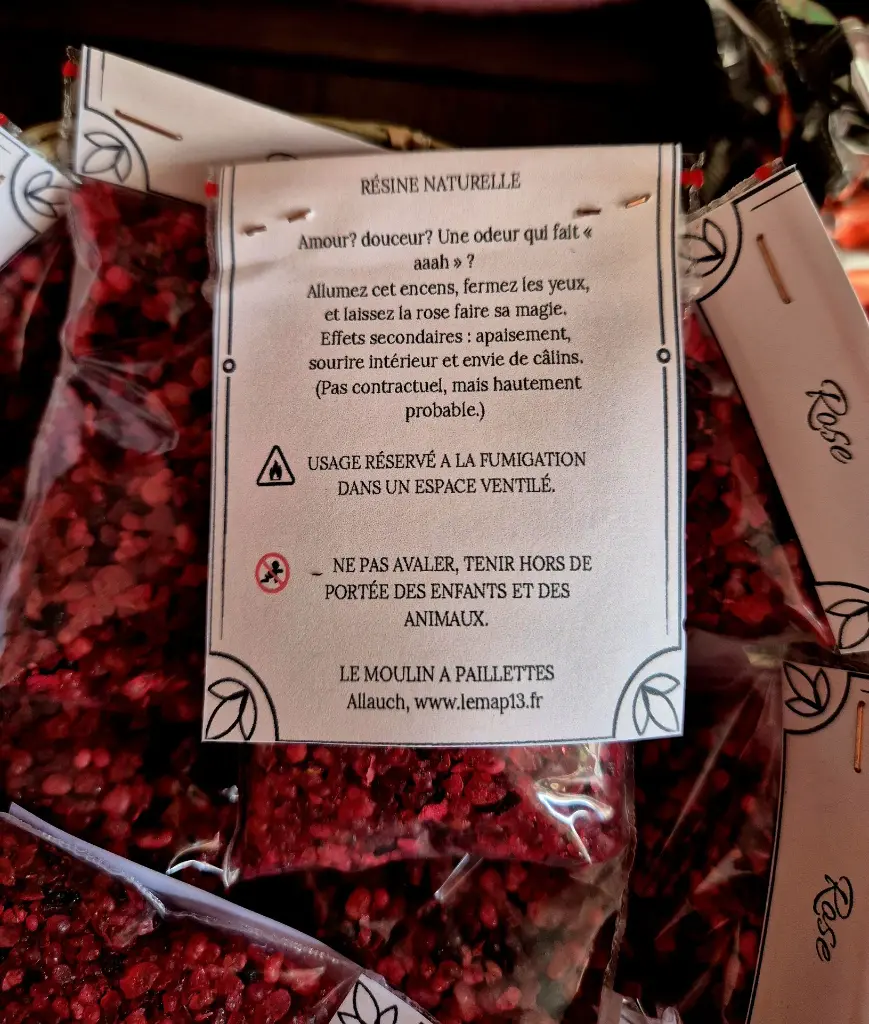 RÉSINE NATURELLE
Amour? douceur? Une odeur qui fait «
aaah » ?
Allumez cet encens, fermez les yeux,
et laissez la rose faire sa magie.
Effets secondaires : apaisement,
sourire intérieur et envie de câlins.
(Pas contractuel, mais hautement
probable.)
USAGE RÉSERVÉ A LA FUMIGATION
DANS UN ESPACE VENTILÉ.
_ NE PAS AVALER, TENIR HORS DE
PORTÉE DES ENFANTS ET DES
ANIMAUX.
LE MOULIN A PAILLETTES
Allauch, www.lemap13.fr
Rose
Rose